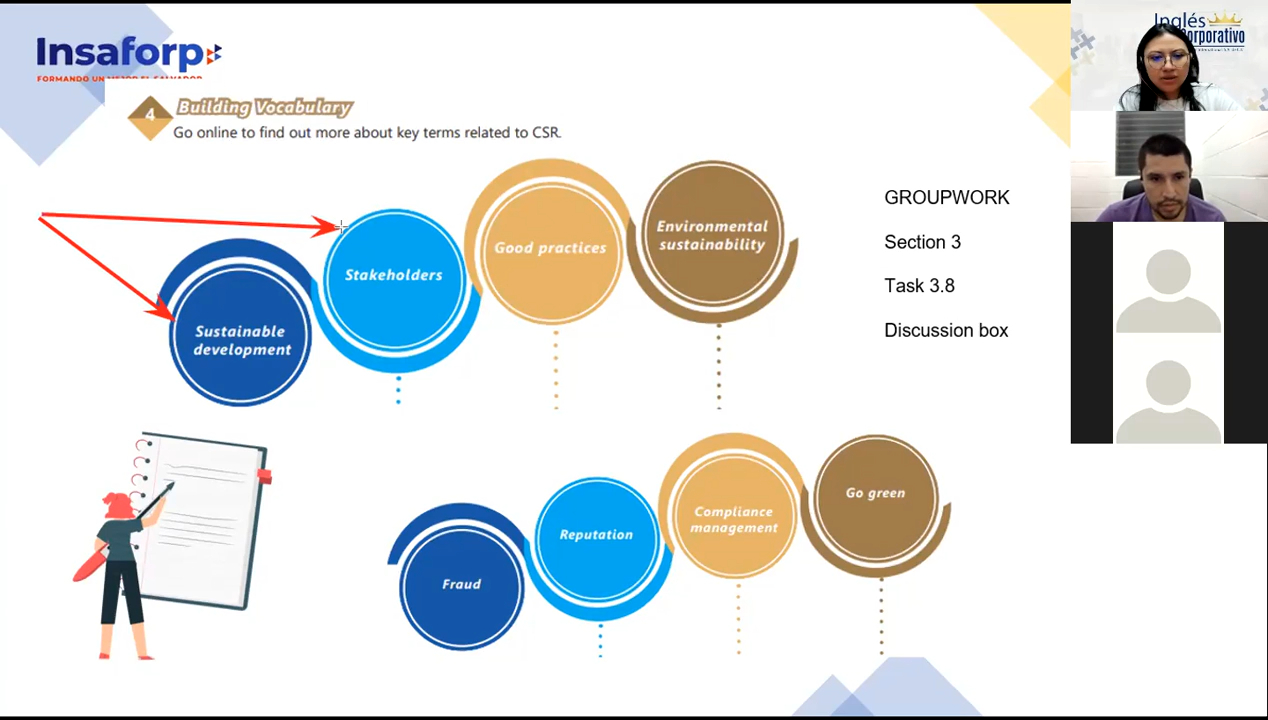 Insaforp
FORMANDO UN MEJOR EL SALVADOR
4
Building Vocabulary
Go online to find out more about key terms related to CSR.
Sustainable
development
Stakeholders
Good practices
Environmental
sustainability
GROUPWORK
Section 3
Task 3.8
Discussion box
Fraud
Reputation
Compliance
management
Go green
Inglés
Corporativo